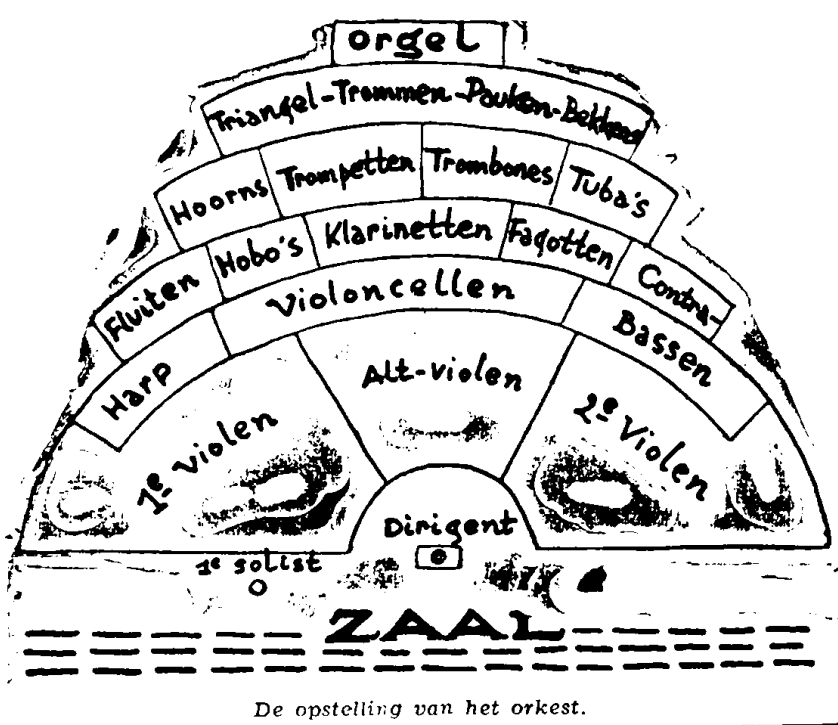 Orgel
Triangel-Trommen-Pauken-Bekkens
Hoorns
Trompetten
Trombones
Tuba's
Fluiten
Hobo's
Klarinetten
Fagotten
Contra-
Bassen
Harp
Violoncellen
1e violen
Alt-violen
2e Violen
Dirigent
1e solist
ZAAL
De opstelling van het orkest.